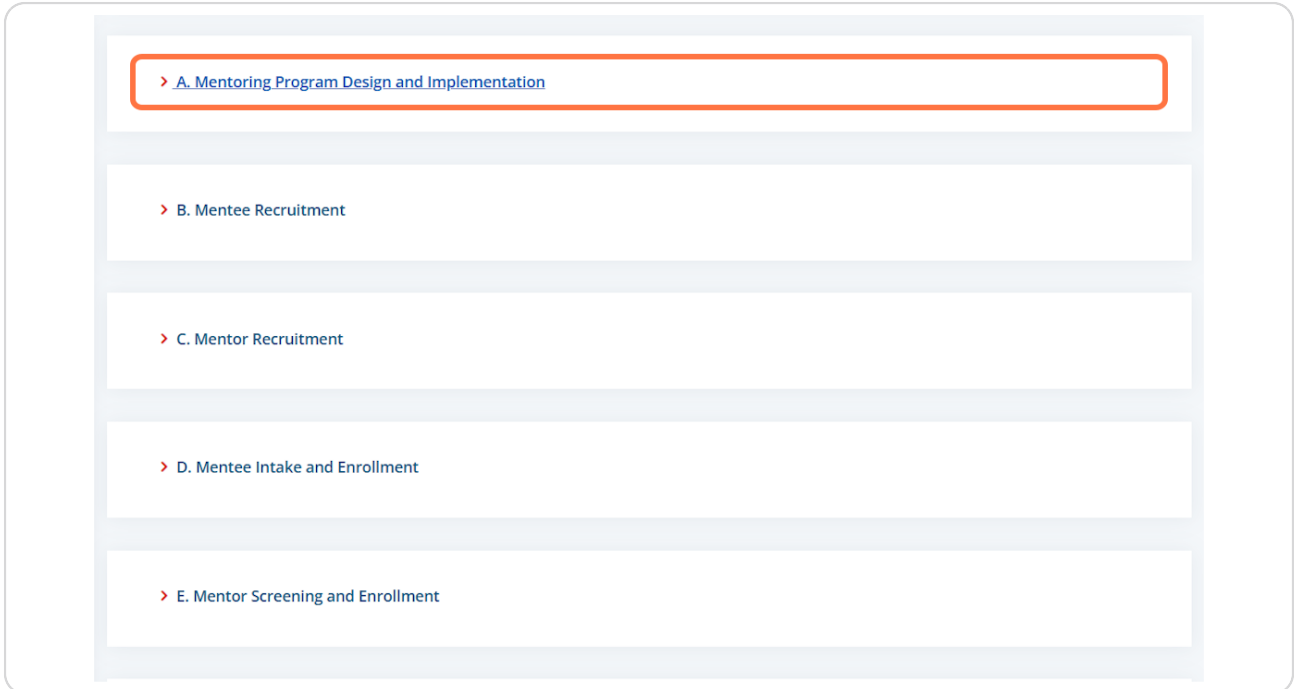 A. Mentoring Program Design and Implementation
B. Mentee Recruitment
C. Mentor Recruitment
D. Mentee Intake and Enrollment
E. Mentor Screening and Enrollment